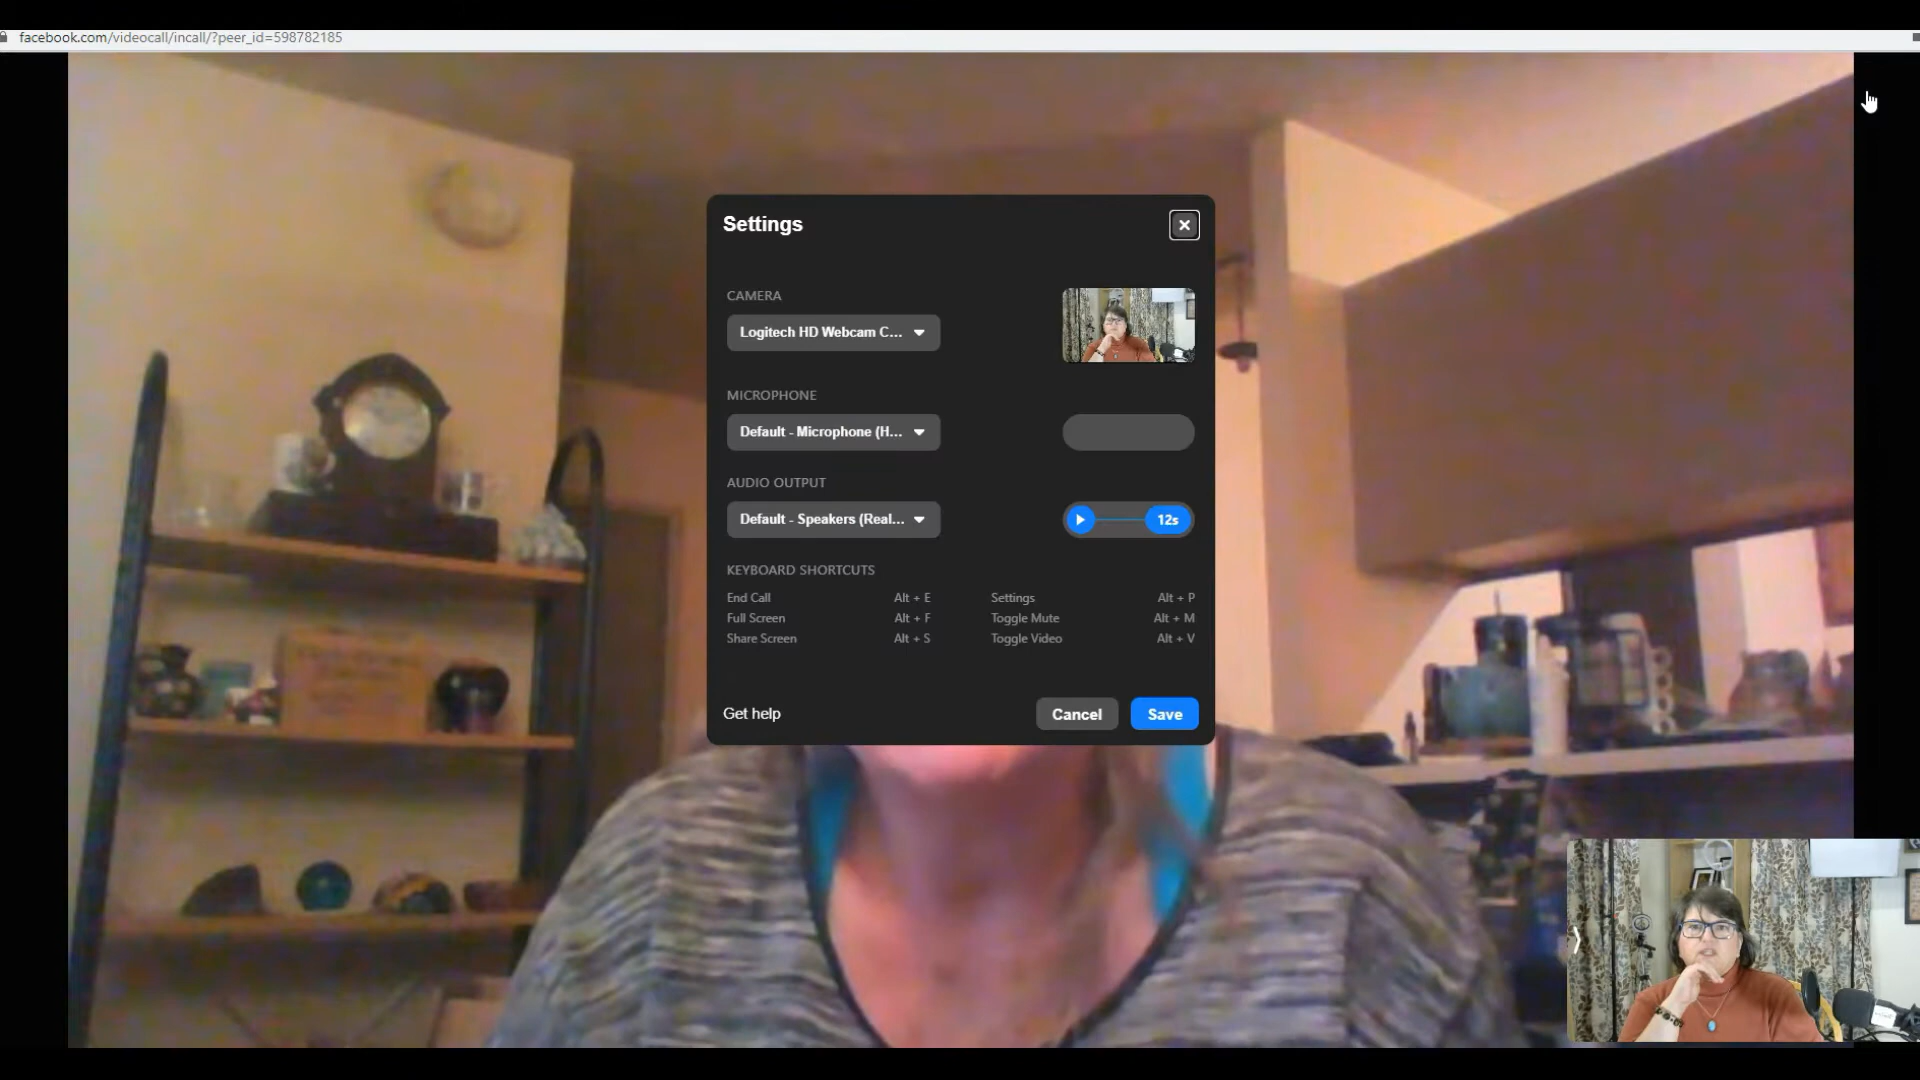 facebook.com/videocall/incall/?peer_id=598782185
Settings
CAMERA
Logitech HD Webcam C...
MICROPHONE
Default - Microphone (H...
AUDIO OUTPUT
Default - Speakers (Real...
12s
KEYBOARD SHORTCUTS
End Call Alt + E Settings Alt + P
Full Screen Alt + F Toggle Mute Alt + M
Share Screen Alt + S Toggle Video Alt + V
Get help Cancel Save